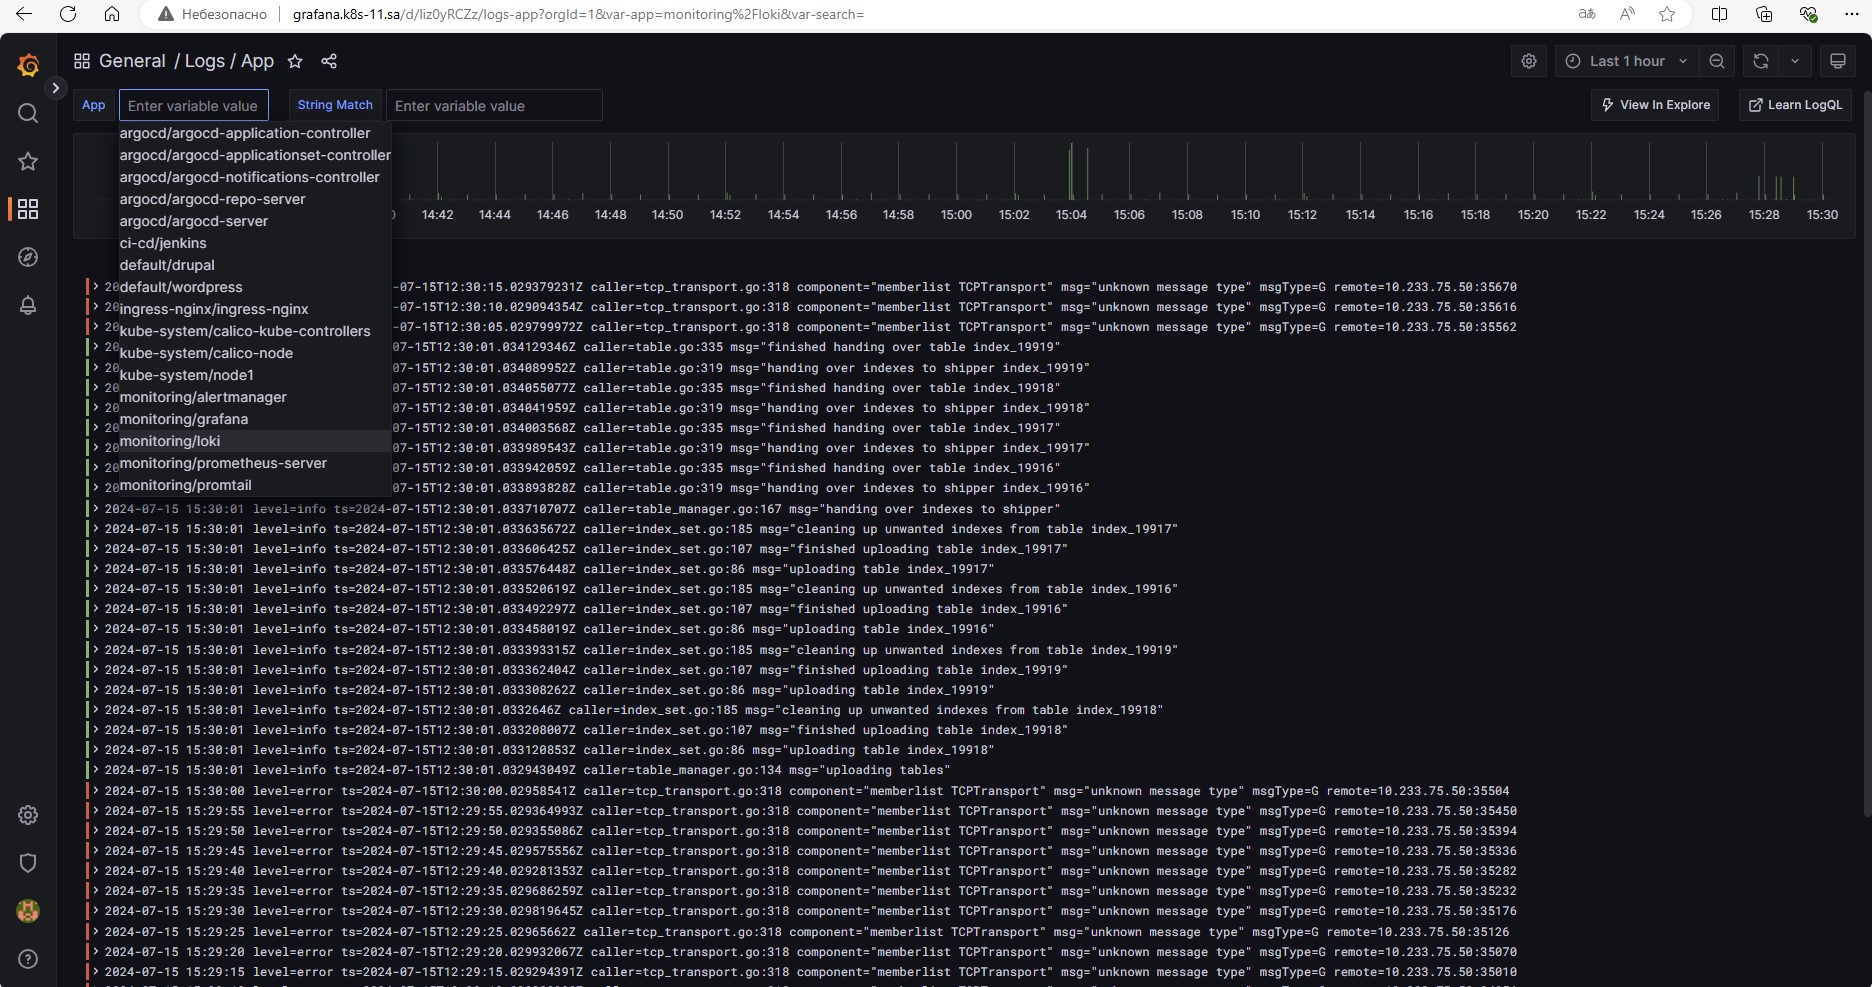 Небезопасно grafana.k8s-11.sa/d/liz0yRCZz/logs-app?orgId=1&var-app=monitoring%2Floki&var-search=
General / Logs / App
Last 1 hour
App Enter variable value String Match Enter variable value View In Explore Learn LogQL
argocd/argocd-application-controller
argocd/argocd-applicationset-controller
argocd/argocd-notifications-controller
argocd/argocd-repo-server
argocd/argocd-server
ci-cd/jenkins
default/drupal
default/wordpress
ingress-nginx/ingress-nginx
kube-system/calico-kube-controllers
kube-system/calico-node
kube-system/node1
monitoring/alertmanager
monitoring/grafana
monitoring/loki
monitoring/prometheus-server
monitoring/promtail
14:42 14:44 14:46 14:48 14:50 14:52 14:54 14:56 14:58 15:00 15:02 15:04 15:06 15:08 15:10 15:12 15:14 15:16 15:18 15:20 15:22 15:24 15:26 15:28 15:30
20 -07-15T12:30:15.029379231Z caller=tcp_transport.go:318 component="memberlist TCPTransport" msg="unknown message type" msgType=G remote=10.233.75.50:35670
20 07-15T12:30:10.029094354Z caller=tcp_transport.go:318 component="memberlist TCPTransport" msg="unknown message type" msgType=G remote=10.233.75.50:35616
20 07-15T12:30:05.029799972Z caller=tcp_transport.go:318 component="memberlist TCPTransport" msg="unknown message type" msgType=G remote=10.233.75.50:35562
20 07-15T12:30:01.034129346Z caller=table.go:335 msg="finished handing over table index_19919"
20 07-15T12:30:01.034089952Z caller=table.go:319 msg="handing over indexes to shipper index_19919"
20 07-15T12:30:01.034055077Z caller=table.go:335 msg="finished handing over table index_19918"
20 07-15T12:30:01.034041959Z caller=table.go:319 msg="handing over indexes to shipper index_19918"
20 07-15T12:30:01.034003568Z caller=table.go:335 msg="finished handing over table index_19917"
20 07-15T12:30:01.033989543Z caller=table.go:319 msg="handing over indexes to shipper index_19917"
20 07-15T12:30:01.033942059Z caller=table.go:335 msg="finished handing over table index_19916"
20 07-15T12:30:01.033893828Z caller=table.go:319 msg="handing over indexes to shipper index_19916"
2024-07-15 15:30:01 level=info ts=2024-07-15T12:30:01.033710707Z caller=table_manager.go:167 msg="handing over indexes to shipper"
2024-07-15 15:30:01 level=info ts=2024-07-15T12:30:01.033635672Z caller=index_set.go:185 msg="cleaning up unwanted indexes from table index_19917"
2024-07-15 15:30:01 level=info ts=2024-07-15T12:30:01.033606425Z caller=index_set.go:107 msg="finished uploading table index_19917"
2024-07-15 15:30:01 level=info ts=2024-07-15T12:30:01.033576448Z caller=index_set.go:86 msg="uploading table index_19917"
2024-07-15 15:30:01 level=info ts=2024-07-15T12:30:01.033520619Z caller=index_set.go:185 msg="cleaning up unwanted indexes from table index_19916"
2024-07-15 15:30:01 level=info ts=2024-07-15T12:30:01.033492297Z caller=index_set.go:107 msg="finished uploading table index_19916"
2024-07-15 15:30:01 level=info ts=2024-07-15T12:30:01.033458019Z caller=index_set.go:86 msg="uploading table index_19916"
2024-07-15 15:30:01 level=info ts=2024-07-15T12:30:01.033393315Z caller=index_set.go:185 msg="cleaning up unwanted indexes from table index_19919"
2024-07-15 15:30:01 level=info ts=2024-07-15T12:30:01.033362404Z caller=index_set.go:107 msg="finished uploading table index_19919"
2024-07-15 15:30:01 level=info ts=2024-07-15T12:30:01.033308262Z caller=index_set.go:86 msg="uploading table index_19919"
2024-07-15 15:30:01 level=info ts=2024-07-15T12:30:01.0332646Z caller=index_set.go:185 msg="cleaning up unwanted indexes from table index_19918"
2024-07-15 15:30:01 level=info ts=2024-07-15T12:30:01.033208007Z caller=index_set.go:107 msg="finished uploading table index_19918"
2024-07-15 15:30:01 level=info ts=2024-07-15T12:30:01.033120853Z caller=index_set.go:86 msg="uploading table index_19918"
2024-07-15 15:30:01 level=info ts=2024-07-15T12:30:01.032943049Z caller=table_manager.go:134 msg="uploading tables"
2024-07-15 15:30:00 level=error ts=2024-07-15T12:30:00.02958541Z caller=tcp_transport.go:318 component="memberlist TCPTransport" msg="unknown message type" msgType=G remote=10.233.75.50:35504
2024-07-15 15:29:55 level=error ts=2024-07-15T12:29:55.029364993Z caller=tcp_transport.go:318 component="memberlist TCPTransport" msg="unknown message type" msgType=G remote=10.233.75.50:35450
2024-07-15 15:29:50 level=error ts=2024-07-15T12:29:50.029355086Z caller=tcp_transport.go:318 component="memberlist TCPTransport" msg="unknown message type" msgType=G remote=10.233.75.50:35394
2024-07-15 15:29:45 level=error ts=2024-07-15T12:29:45.029575556Z caller=tcp_transport.go:318 component="memberlist TCPTransport" msg="unknown message type" msgType=G remote=10.233.75.50:35336
2024-07-15 15:29:40 level=error ts=2024-07-15T12:29:40.029281353Z caller=tcp_transport.go:318 component="memberlist TCPTransport" msg="unknown message type" msgType=G remote=10.233.75.50:35282
2024-07-15 15:29:35 level=error ts=2024-07-15T12:29:35.029686259Z caller=tcp_transport.go:318 component="memberlist TCPTransport" msg="unknown message type" msgType=G remote=10.233.75.50:35232
2024-07-15 15:29:30 level=error ts=2024-07-15T12:29:30.029819645Z caller=tcp_transport.go:318 component="memberlist TCPTransport" msg="unknown message type" msgType=G remote=10.233.75.50:35176
2024-07-15 15:29:25 level=error ts=2024-07-15T12:29:25.02965662Z caller=tcp_transport.go:318 component="memberlist TCPTransport" msg="unknown message type" msgType=G remote=10.233.75.50:35126
2024-07-15 15:29:20 level=error ts=2024-07-15T12:29:20.029932067Z caller=tcp_transport.go:318 component="memberlist TCPTransport" msg="unknown message type" msgType=G remote=10.233.75.50:35070
2024-07-15 15:29:15 level=error ts=2024-07-15T12:29:15.029294391Z caller=tcp_transport.go:318 component="memberlist TCPTransport" msg="unknown message type" msgType=G remote=10.233.75.50:35010